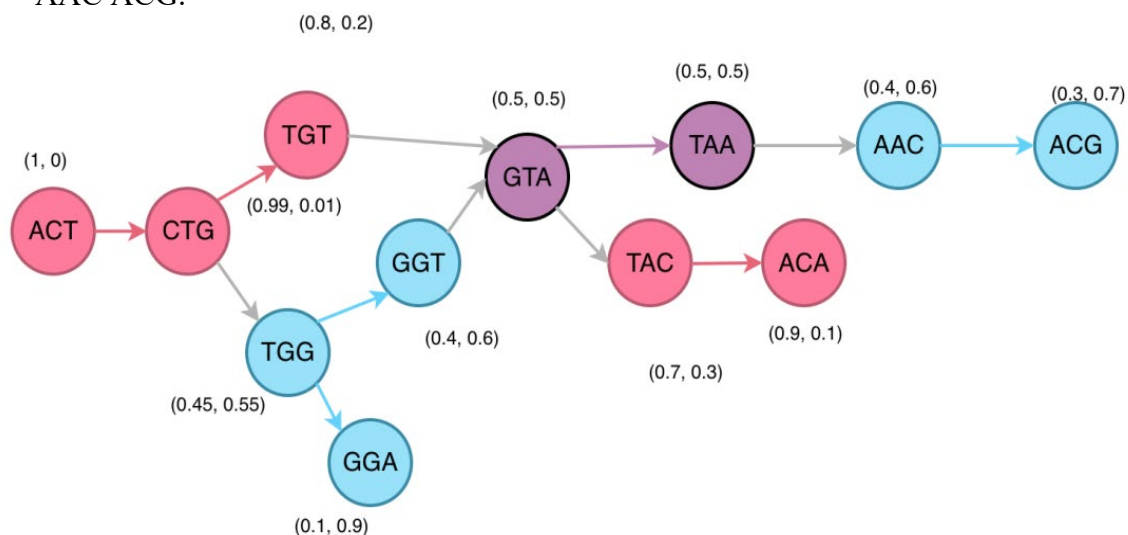 AAC ACG.
(0.8, 0.2)
(0.5, 0.5)
(0.5, 0.5)
(0.4, 0.6)
(0.3, 0.7)
TGT
TAA
AAC
ACG
(1, 0)
GTA
(0.99, 0.01)
ACT
CTG
GGT
TAC
ACA
(0.4, 0.6)
(0.9, 0.1)
TGG
(0.7, 0.3)
(0.45, 0.55)
GGA
(0.1, 0.9)